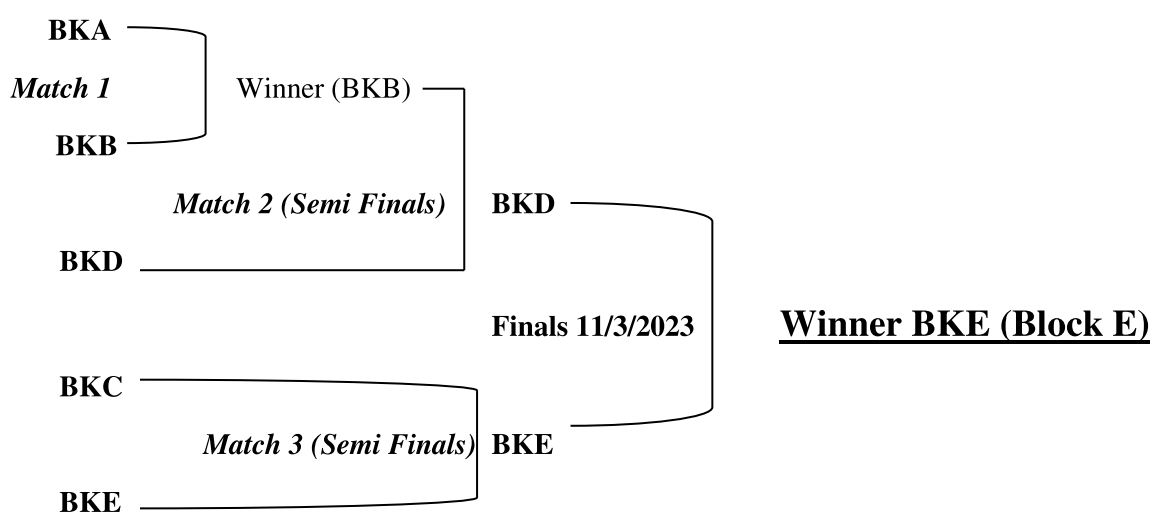 BKA
Match 1
Winner (BKB)
BKB
Match 2 (Semi Finals)
BKD
BKD
Finals 11/3/2023
Winner BKE (Block E)
BKC
Match 3 (Semi Finals)
BKE
BKE